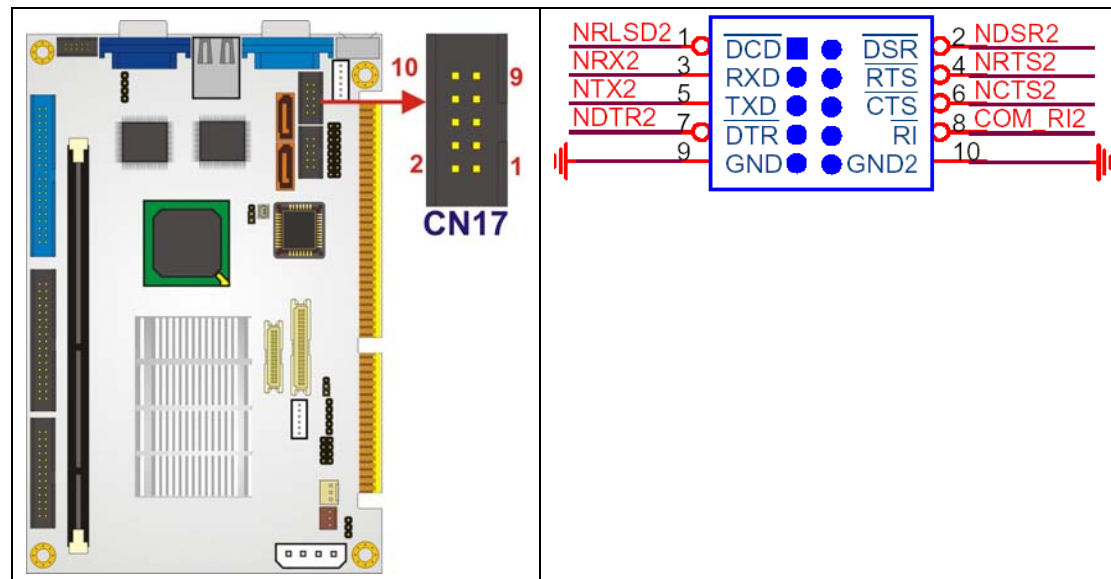 10
9
2
1
CN17
NRLSD2 1 DCD DSR 2 NDSR2
NRX2 3 RXD RTS 4 NRTS2
NTX2 5 TXD CTS 6 NCTS2
NDTR2 7 DTR RI 8 COM_RI2
9 GND GND2 10